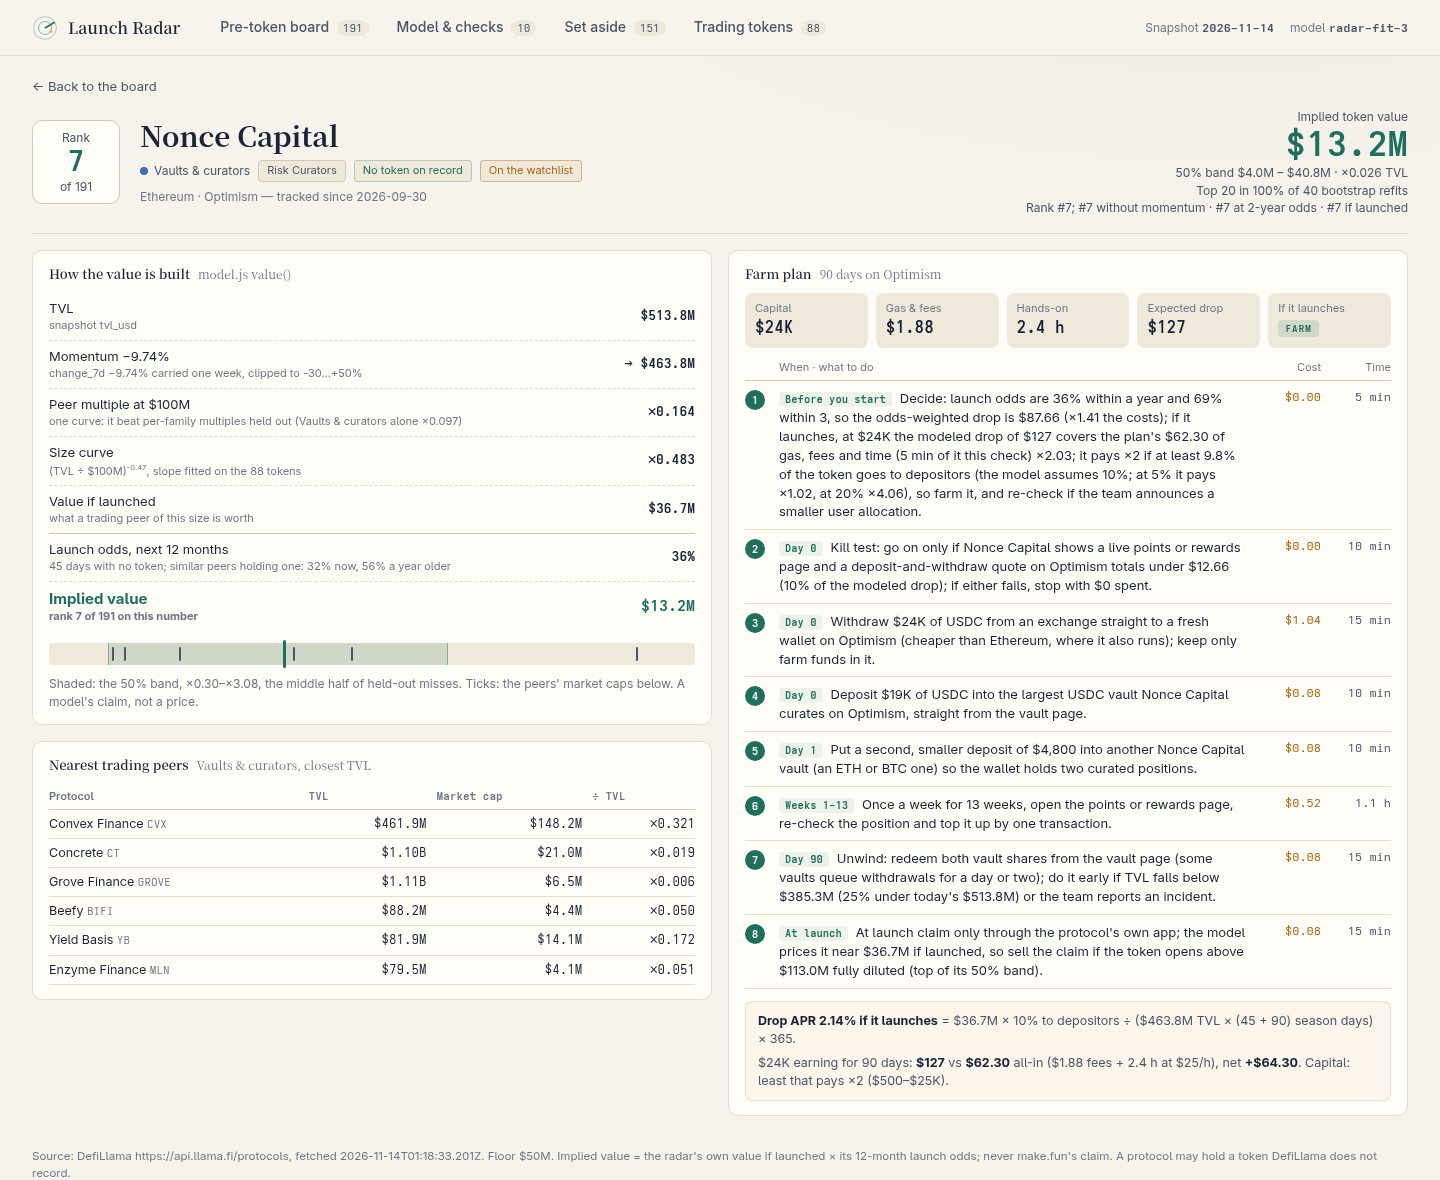 Launch Radar
Pre-token board 191
Model & checks 10
Set aside 151
Trading tokens 88
Snapshot 2026-11-14 model radar-fit-3
← Back to the board
Rank
7
of 191
Nonce Capital
Vaults & curators Risk Curators No token on record On the watchlist
Ethereum · Optimism — tracked since 2026-09-30
Implied token value
$13.2M
50% band $4.0M – $40.8M · ×0.026 TVL
Top 20 in 100% of 40 bootstrap refits
Rank #7; #7 without momentum · #7 at 2-year odds · #7 if launched
How the value is built model.js value()
TVL
snapshot tvl_usd
$513.8M
Momentum −9.74%
change_7d −9.74% carried one week, clipped to -30…+50%
→ $463.8M
Peer multiple at $100M
one curve: it beat per-family multiples held out (Vaults & curators alone ×0.097)
×0.164
Size curve
(TVL ÷ $100M)−0.47, slope fitted on the 88 tokens
×0.483
Value if launched
what a trading peer of this size is worth
$36.7M
Launch odds, next 12 months
45 days with no token; similar peers holding one: 32% now, 56% a year older
36%
Implied value
rank 7 of 191 on this number
$13.2M
Shaded: the 50% band, ×0.30–×3.08, the middle half of held-out misses. Ticks: the peers' market caps below. A
model's claim, not a price.
Nearest trading peers Vaults & curators, closest TVL
Protocol TVL Market cap ÷ TVL
Convex Finance CVX $461.9M $148.2M ×0.321
Concrete CT $1.10B $21.0M ×0.019
Grove Finance GROVE $1.11B $6.5M ×0.006
Beefy BIFI $88.2M $4.4M ×0.050
Yield Basis YB $81.9M $14.1M ×0.172
Enzyme Finance MLN $79.5M $4.1M ×0.051
Farm plan 90 days on Optimism
Capital
$24K
Gas & fees
$1.88
Hands-on
2.4 h
Expected drop
$127
If it launches
FARM
When · what to do Cost Time
1 Before you start Decide: launch odds are 36% within a year and 69% $0.00 5 min
within 3, so the odds-weighted drop is $87.66 (×1.41 the costs); if it
launches, at $24K the modeled drop of $127 covers the plan's $62.30 of
gas, fees and time (5 min of it this check) ×2.03; it pays ×2 if at least 9.8%
of the token goes to depositors (the model assumes 10%; at 5% it pays
×1.02, at 20% ×4.06), so farm it, and re-check if the team announces a
smaller user allocation.
2 Day 0 Kill test: go on only if Nonce Capital shows a live points or rewards $0.00 10 min
page and a deposit-and-withdraw quote on Optimism totals under $12.66
(10% of the modeled drop); if either fails, stop with $0 spent.
3 Day 0 Withdraw $24K of USDC from an exchange straight to a fresh $1.04 15 min
wallet on Optimism (cheaper than Ethereum, where it also runs); keep only
farm funds in it.
4 Day 0 Deposit $19K of USDC into the largest USDC vault Nonce Capital $0.08 10 min
curates on Optimism, straight from the vault page.
5 Day 1 Put a second, smaller deposit of $4,800 into another Nonce Capital $0.08 10 min
vault (an ETH or BTC one) so the wallet holds two curated positions.
6 Weeks 1–13 Once a week for 13 weeks, open the points or rewards page, $0.52 1.1 h
re-check the position and top it up by one transaction.
7 Day 90 Unwind: redeem both vault shares from the vault page (some $0.08 15 min
vaults queue withdrawals for a day or two); do it early if TVL falls below
$385.3M (25% under today's $513.8M) or the team reports an incident.
8 At launch At launch claim only through the protocol's own app; the model $0.08 15 min
prices it near $36.7M if launched, so sell the claim if the token opens above
$113.0M fully diluted (top of its 50% band).
Drop APR 2.14% if it launches = $36.7M × 10% to depositors ÷ ($463.8M TVL × (45 + 90) season days)
× 365.
$24K earning for 90 days: $127 vs $62.30 all-in ($1.88 fees + 2.4 h at $25/h), net +$64.30. Capital:
least that pays ×2 ($500–$25K).
Source: DefiLlama https://api.llama.fi/protocols, fetched 2026-11-14T01:18:33.201Z. Floor $50M. Implied value = the radar's own value if launched × its 12-month launch odds; never make.fun's claim. A protocol may hold a token DefiLlama does not
record.